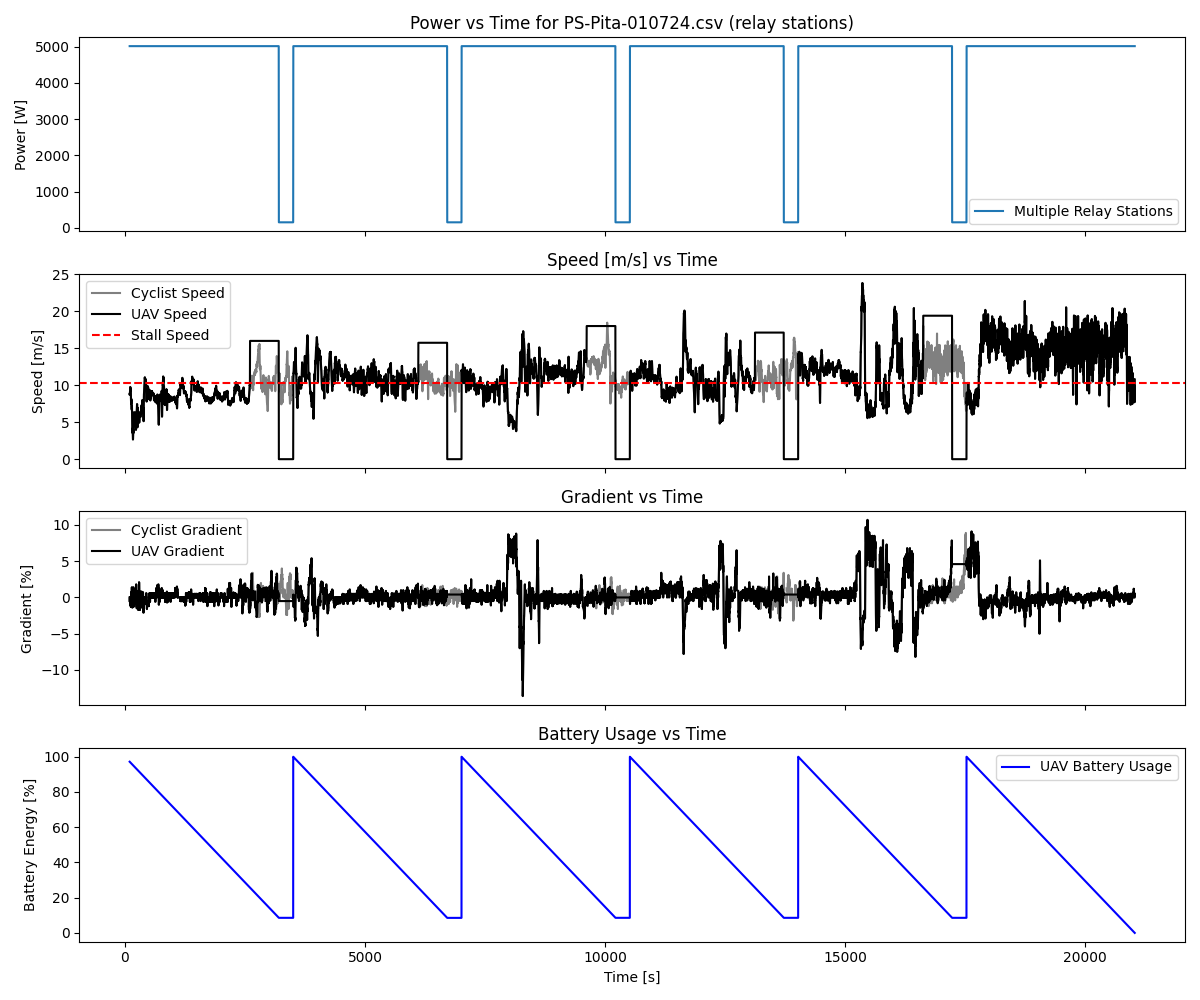 Power vs Time for PS-Pita-010724.csv (relay stations)
5000
4000
3000
2000
1000
0
Power [W]
Multiple Relay Stations
Speed [m/s] vs Time
25
20
15
10
5
0
Speed [m/s]
Cyclist Speed
UAV Speed
Stall Speed
Gradient vs Time
10
5
0
−5
−10
Gradient [%]
Cyclist Gradient
UAV Gradient
Battery Usage vs Time
100
80
60
40
20
0
Battery Energy [%]
UAV Battery Usage
0 5000 10000 15000 20000
Time [s]